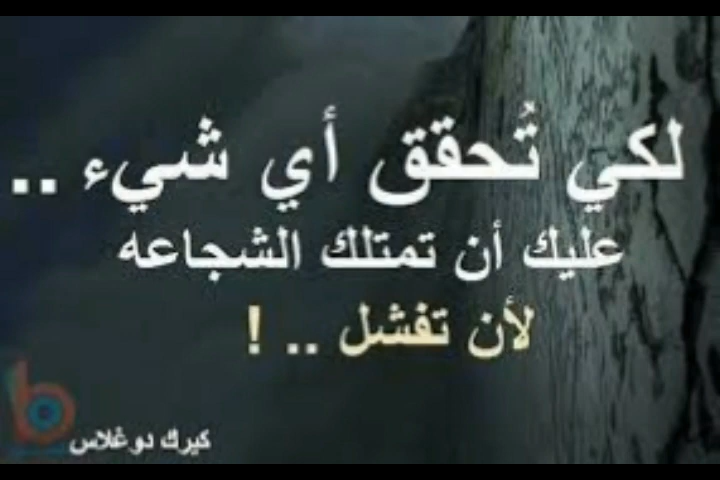 لكي تُحقق أي شيء ..
عليك أن تمتلك الشجاعه
لأن تفشل .. !
كيرك دوغلاس